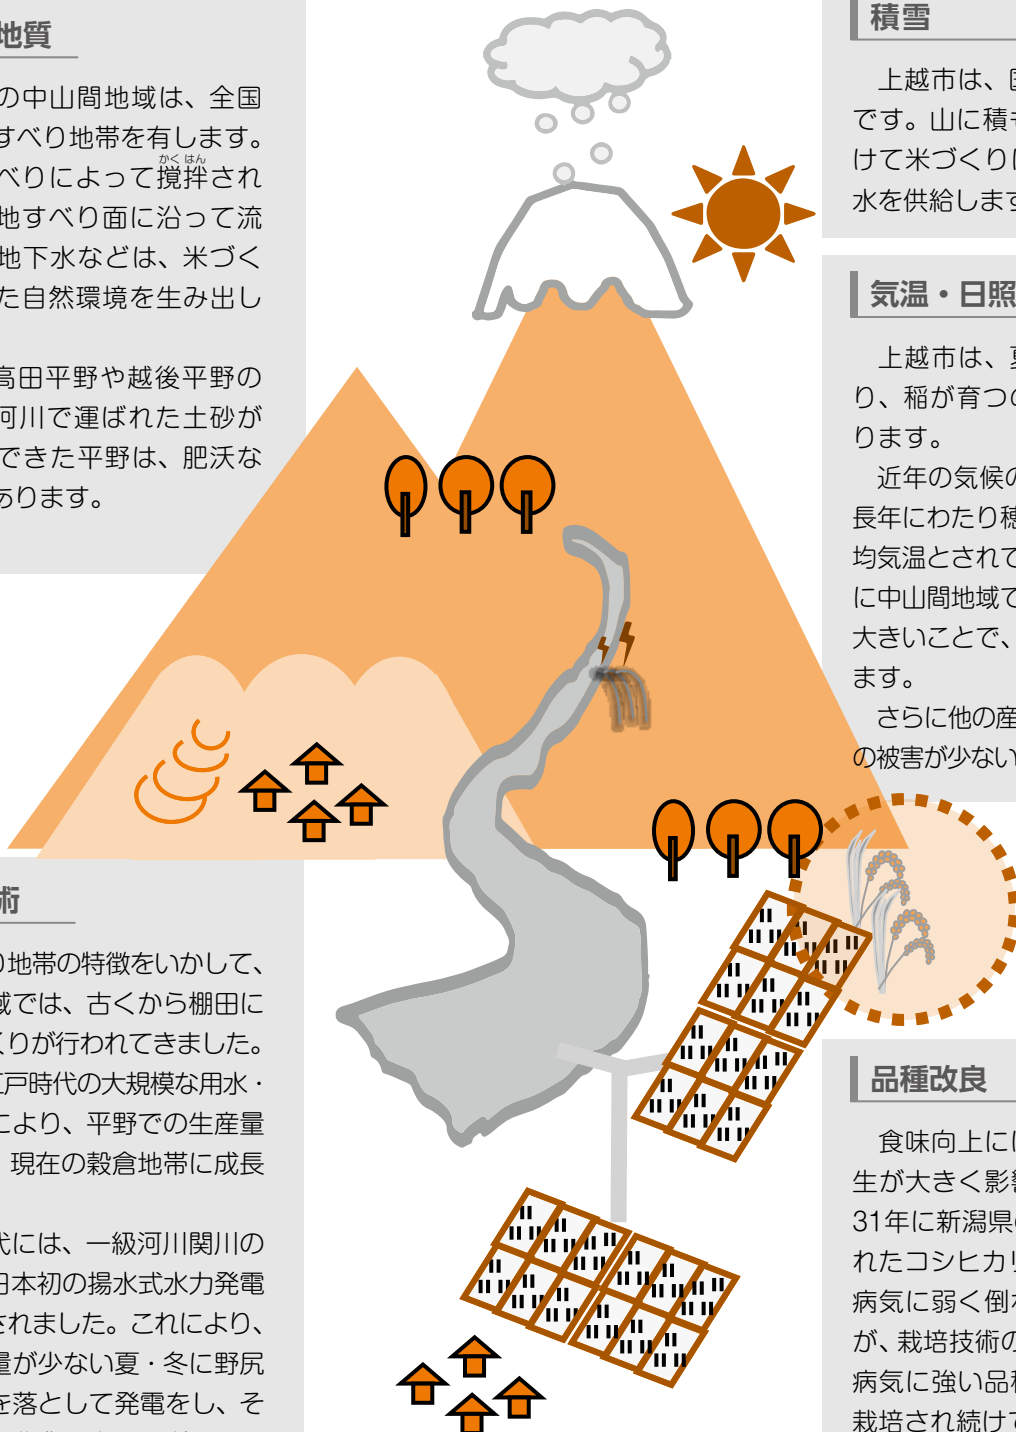 地質
の中山間地域は、全国
すべり地帯を有します。
べりによって攪拌され
かくはん
地すべり面に沿って流
地下水などは、米づく
た自然環境を生み出し
高田平野や越後平野の
河川で運ばれた土砂が
できた平野は、肥沃な
あります。
術
り地帯の特徴をいかして、
域では、古くから棚田に
くりが行われてきました。
江戸時代の大規模な用水・
により、平野での生産量
現在の穀倉地帯に成長
代には、一級河川関川の
日本初の揚水式水力発電
されました。これにより、
量が少ない夏・冬に野尻
を落として発電をし、そ
積雪
上越市は、
です。山に積も
けて米づくりに
水を供給します
気温・日照
上越市は、夏
り、稲が育つの
ります。
近年の気候の
長年にわたり穂
均気温とされて
に中山間地域で
大きいことで、
ます。
さらに他の産
の被害が少ない
品種改良
食味向上には
生が大きく影響
31年に新潟県の
れたコシヒカリ
病気に弱く倒れ
が、栽培技術の
病気に強い品種
栽培され続けて